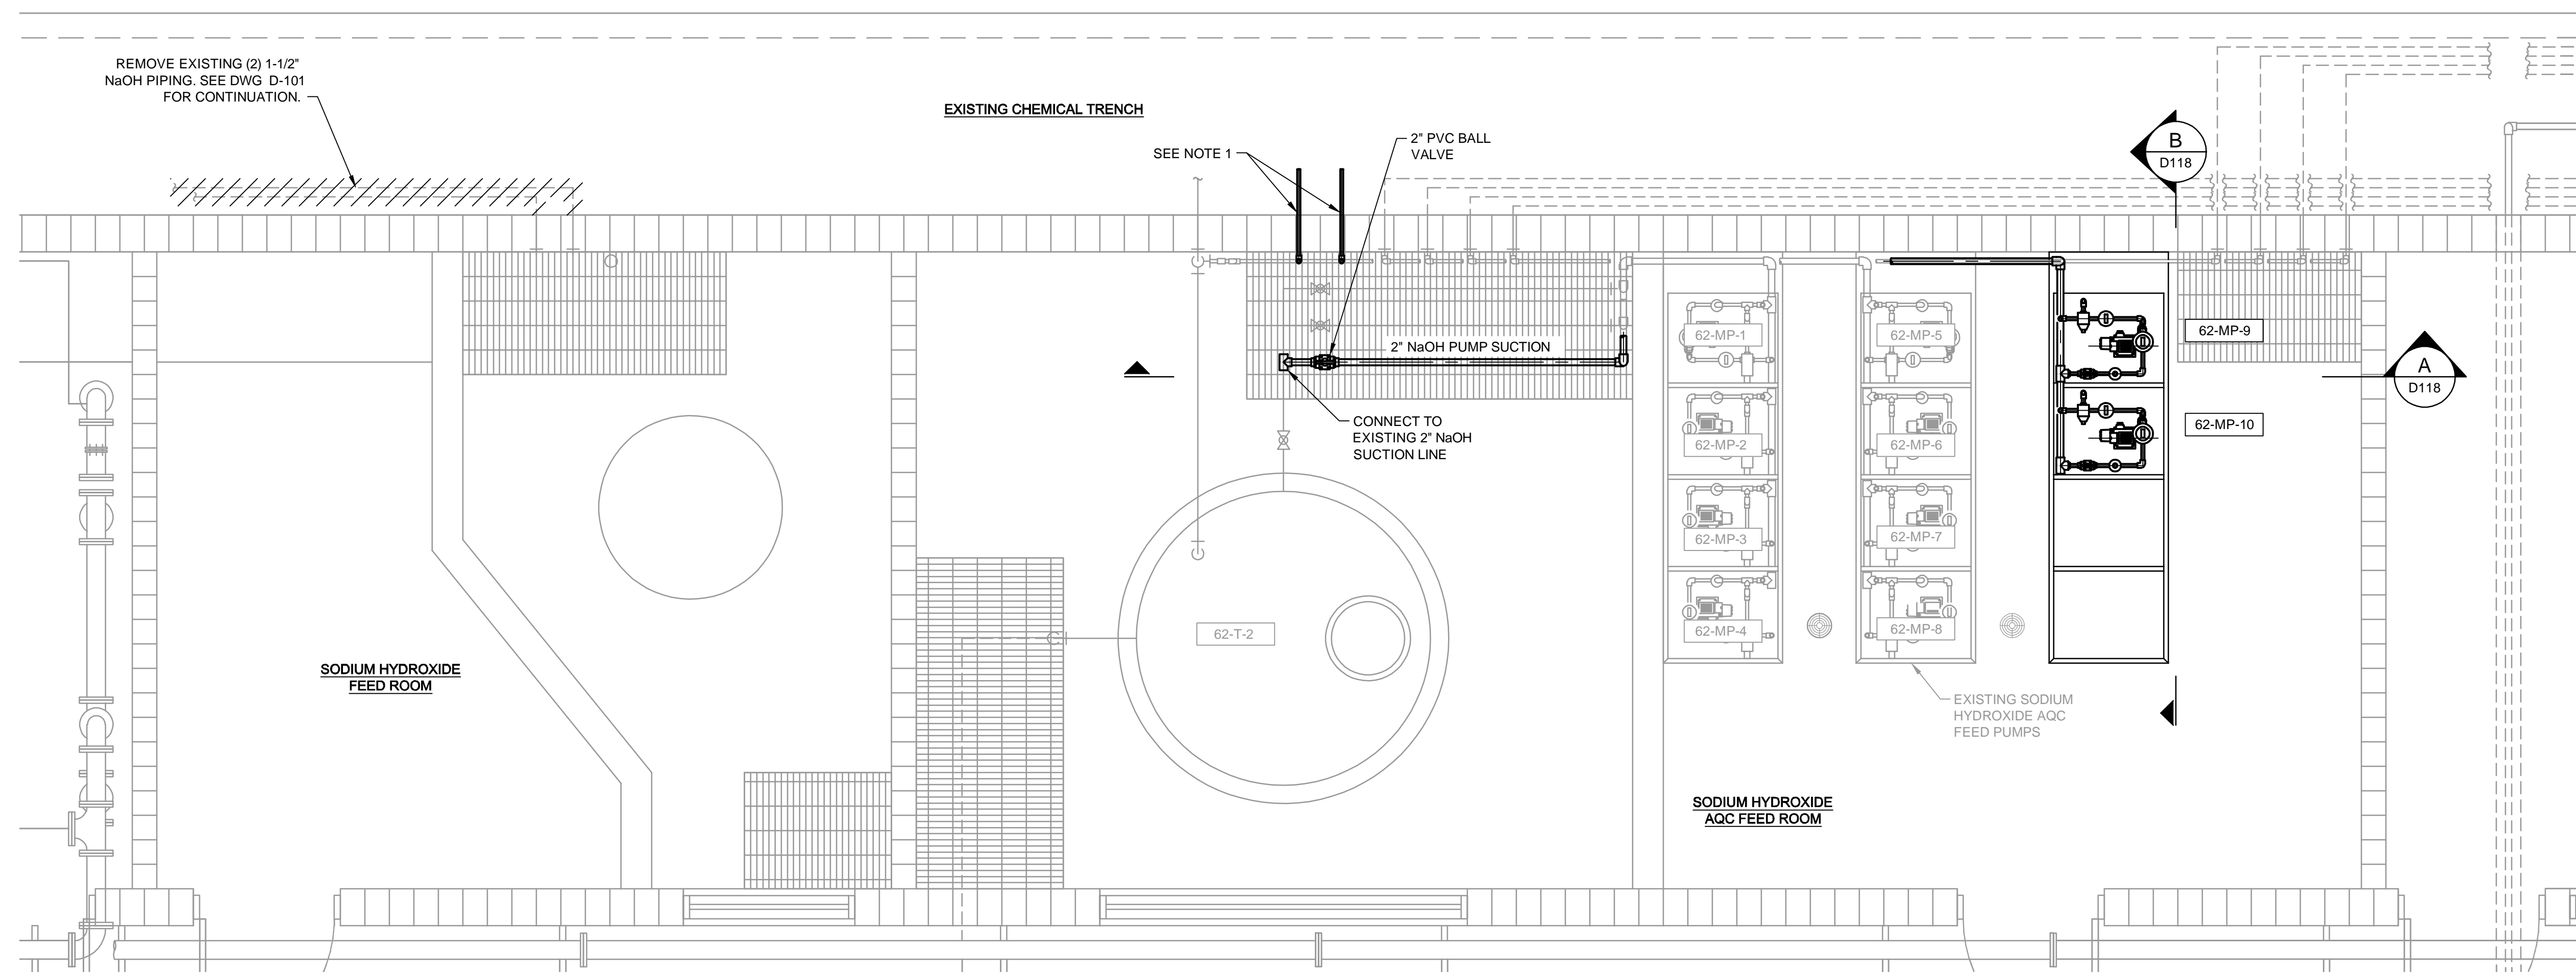 REMOVE EXISTING (2) 1-1/2"
NaOH PIPING. SEE DWG D-101
FOR CONTINUATION.
EXISTING CHEMICAL TRENCH
SEE NOTE 1
2" PVC BALL
VALVE
B
D118
2" NaOH PUMP SUCTION
CONNECT TO
EXISTING 2" NaOH
SUCTION LINE
62-MP-1
62-MP-5
62-MP-9
A
D118
62-MP-2
62-MP-6
62-MP-10
62-MP-3
62-MP-7
62-MP-4
62-MP-8
62-T-2
SODIUM HYDROXIDE
FEED ROOM
EXISTING SODIUM
HYDROXIDE AQC
FEED PUMPS
SODIUM HYDROXIDE
AQC FEED ROOM